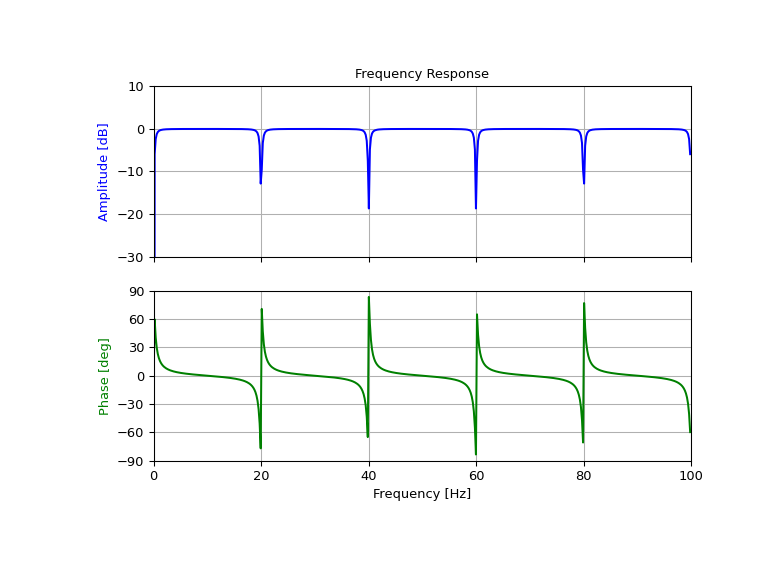 Frequency Response
10
0
−10
−20
−30
Amplitude [dB]
90
60
30
0
−30
−60
−90
Phase [deg]
0 20 40 60 80 100
Frequency [Hz]